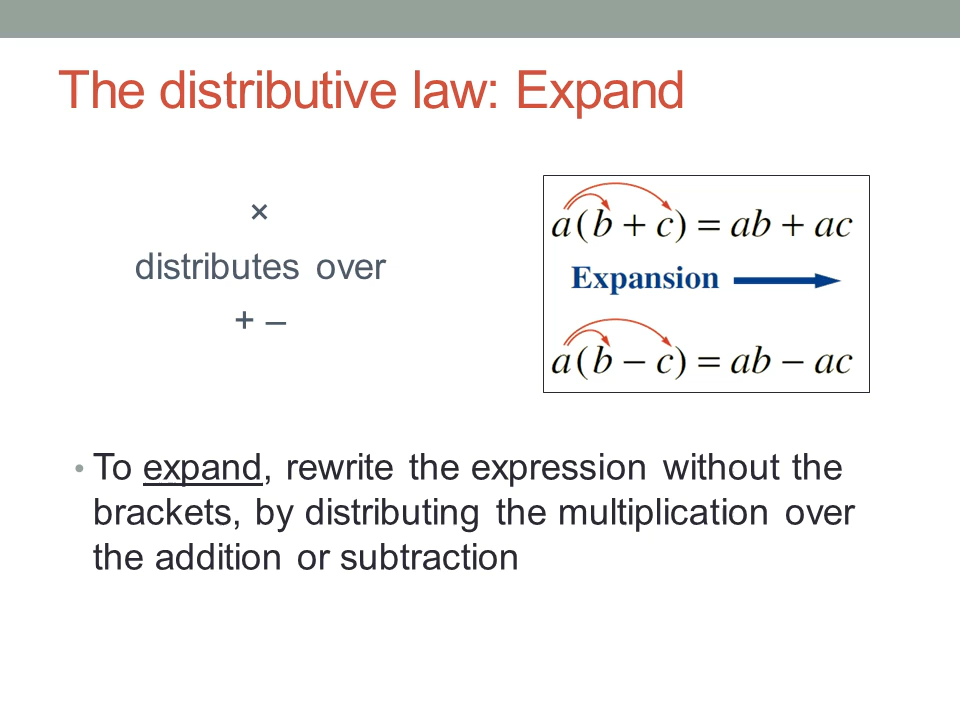 The distributive law: Expand
×
distributes over
+ –
a(b + c) = ab + ac
Expansion
a(b − c) = ab − ac
• To expand, rewrite the expression without the
brackets, by distributing the multiplication over
the addition or subtraction